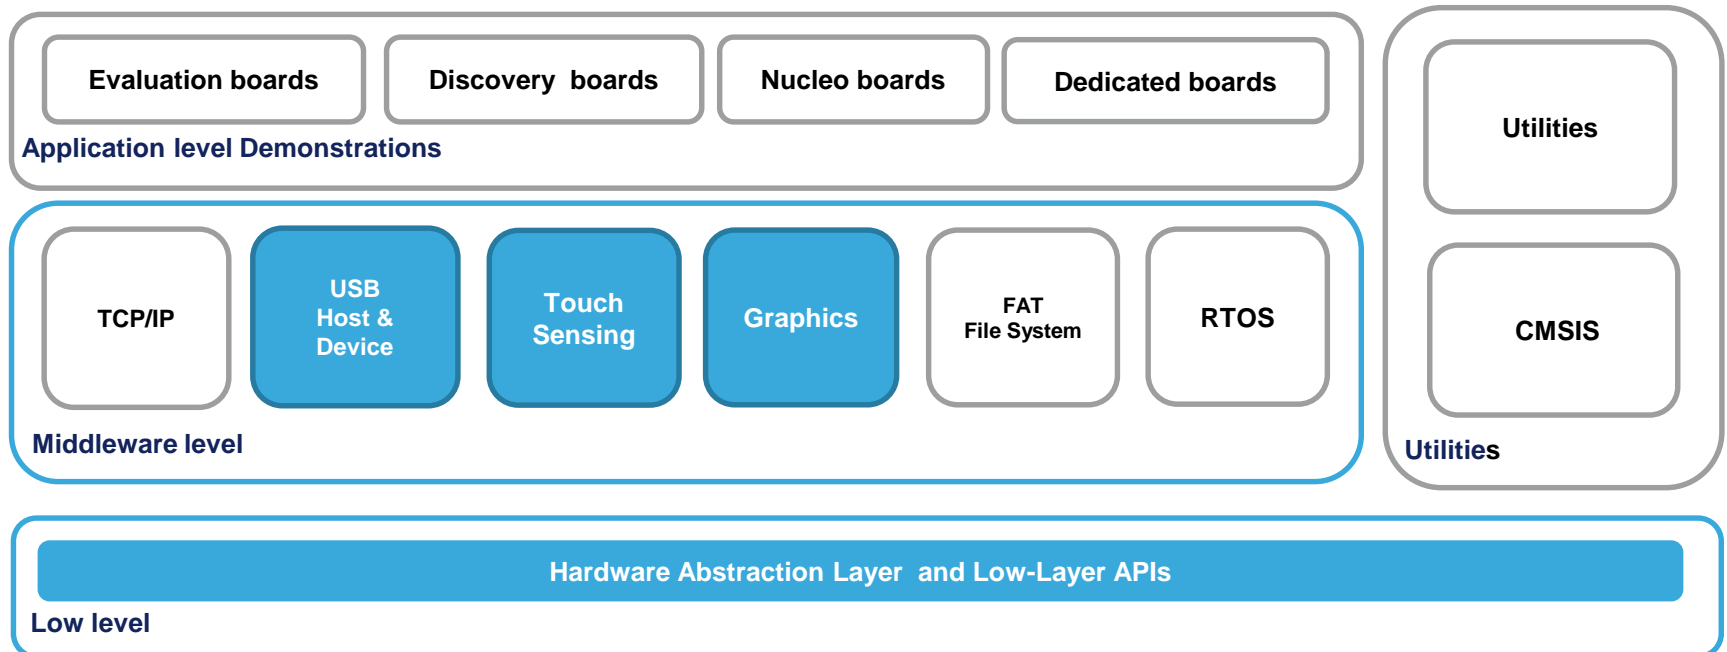 Evaluation boards
Discovery  boards
Nucleo boards
Dedicated boards
Application level Demonstrations
Utilities
TCP/IP
USB
Host &
Device
Touch
Sensing
Graphics
FAT
File System
RTOS
CMSIS
Middleware level
Utilities
Hardware Abstraction Layer  and Low-Layer APIs
Low level